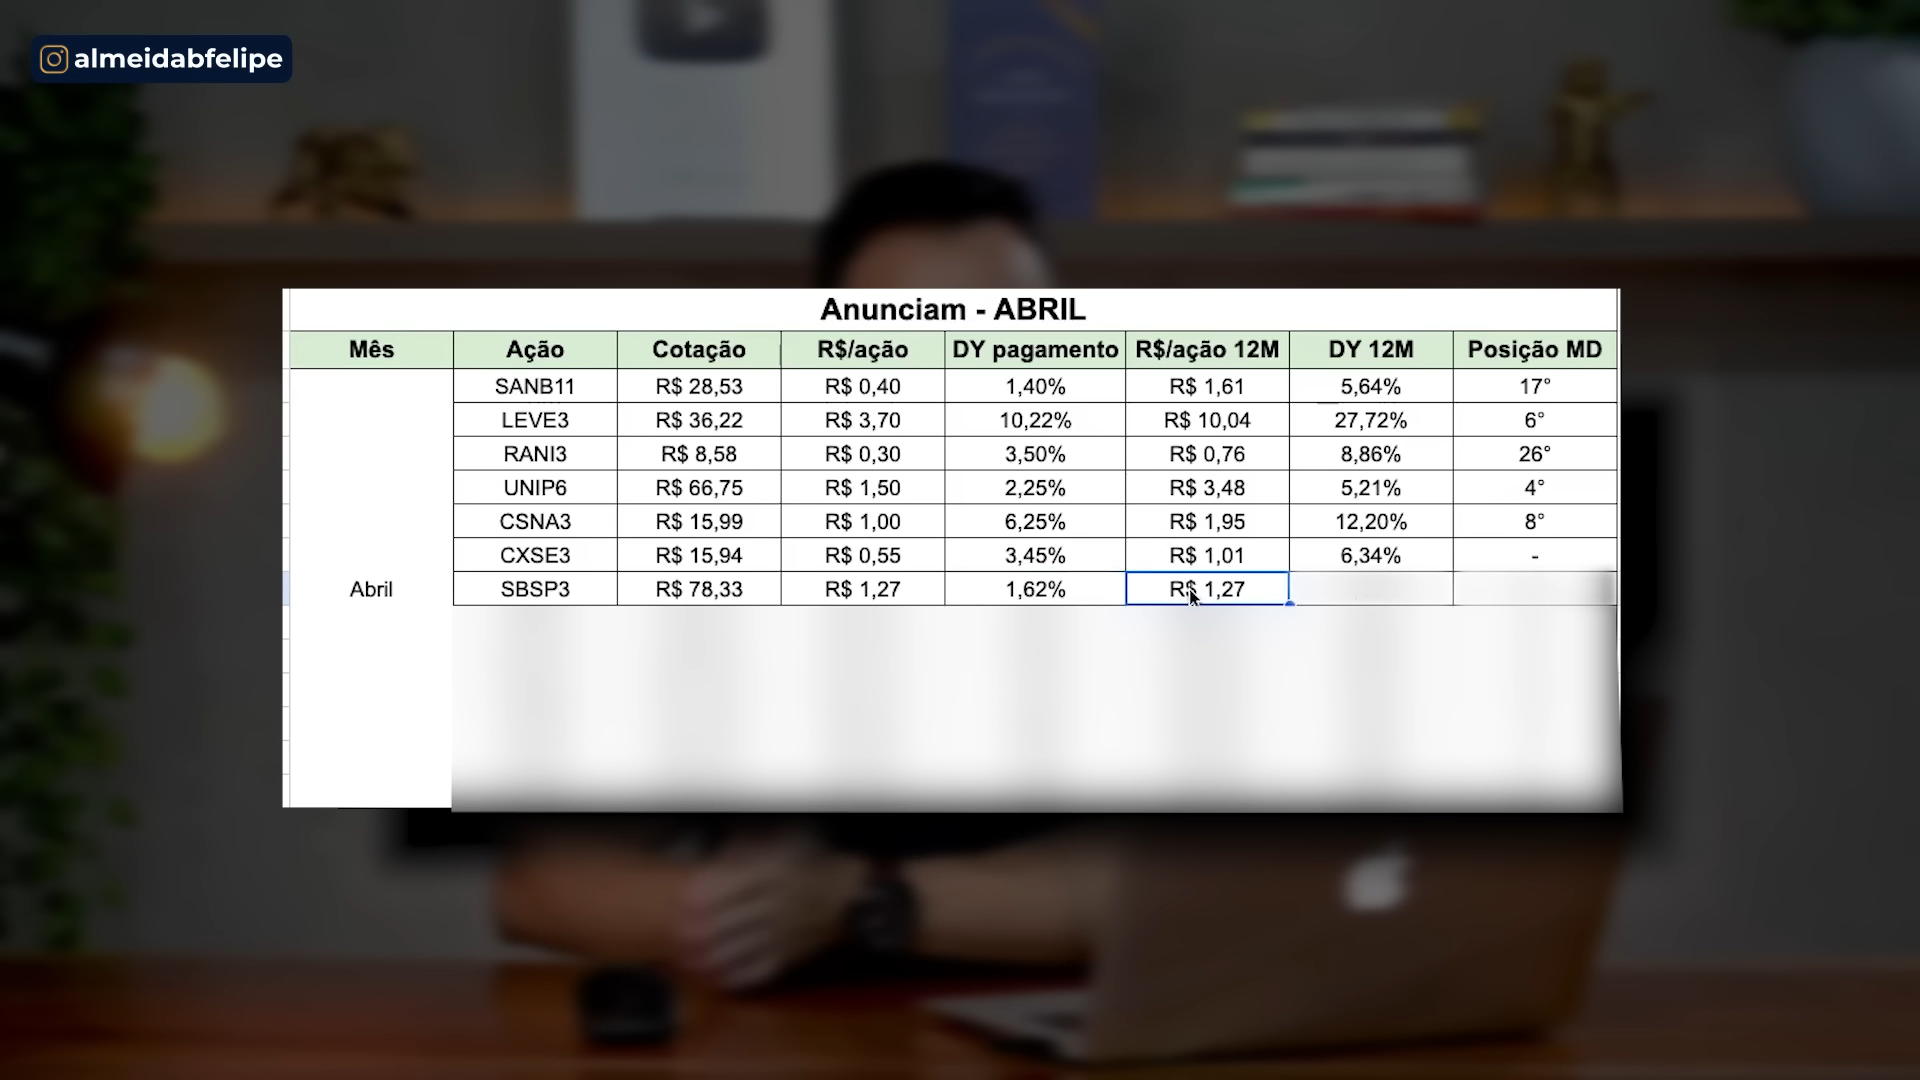 almeidabfelipe
Anunciam - ABRIL
Mês Ação Cotação R$/ação DY pagamento R$/ação 12M DY 12M Posição MD
SANB11 R$ 28,53 R$ 0,40 1,40% R$ 1,61 5,64% 17°
LEVE3 R$ 36,22 R$ 3,70 10,22% R$ 10,04 27,72% 6°
RANI3 R$ 8,58 R$ 0,30 3,50% R$ 0,76 8,86% 26°
UNIP6 R$ 66,75 R$ 1,50 2,25% R$ 3,48 5,21% 4°
CSNA3 R$ 15,99 R$ 1,00 6,25% R$ 1,95 12,20% 8°
CXSE3 R$ 15,94 R$ 0,55 3,45% R$ 1,01 6,34% -
Abril SBSP3 R$ 78,33 R$ 1,27 1,62% R$ 1,27